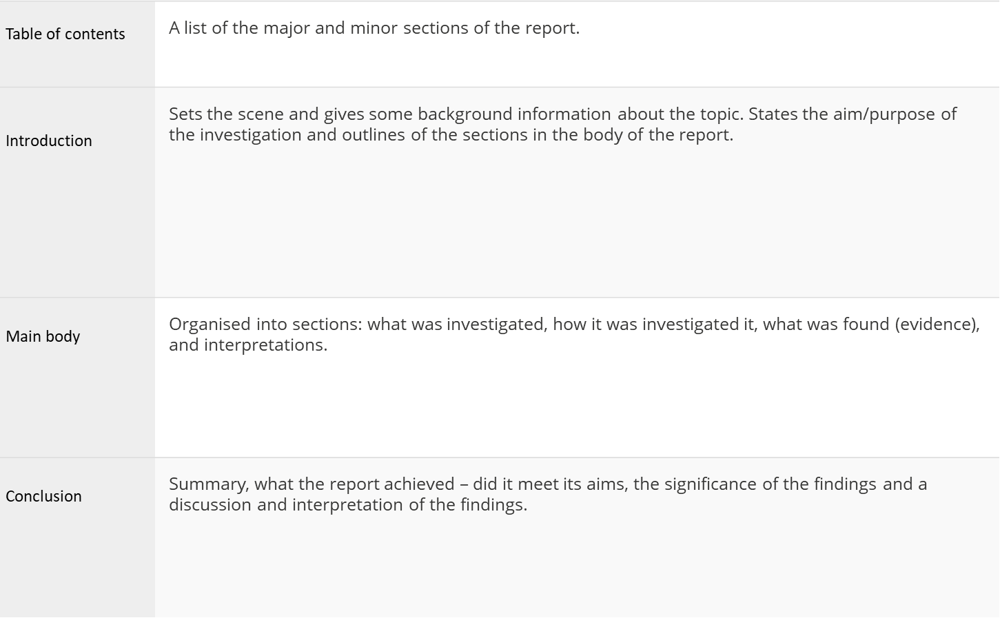 Table of contents
A list of the major and minor sections of the report.
Introduction
Sets the scene and gives some background information about the topic. States the aim/purpose of
the investigation and outlines of the sections in the body of the report.
Main body
Organised into sections: what was investigated, how it was investigated it, what was found (evidence),
and interpretations.
Conclusion
Summary, what the report achieved – did it meet its aims, the significance of the findings and a
discussion and interpretation of the findings.